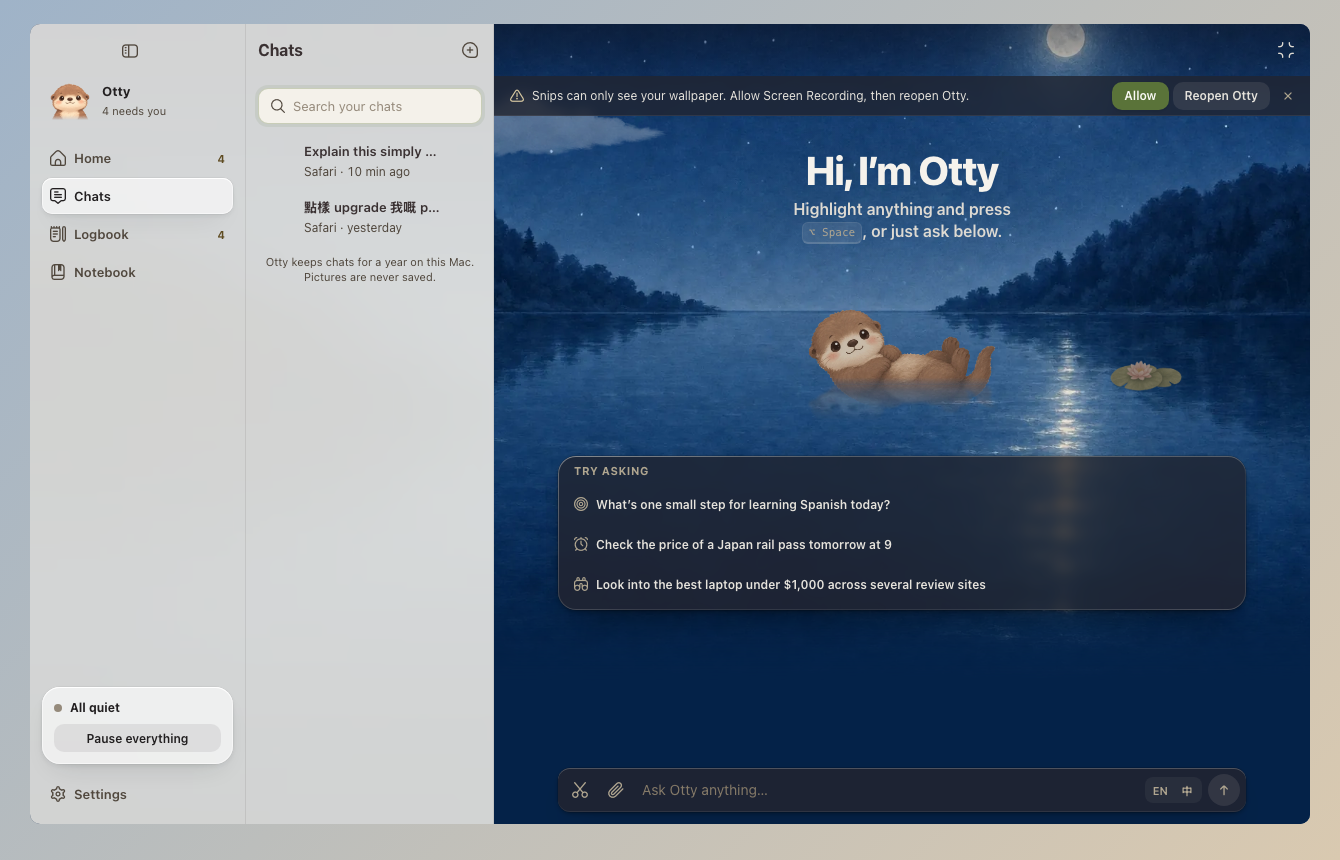 Otty
4 needs you
Home 4
Chats
Logbook 4
Notebook
All quiet
Pause everything
Settings
Chats
Search your chats
Explain this simply ...
Safari · 10 min ago
點樣 upgrade 我嘅 p...
Safari · yesterday
Otty keeps chats for a year on this Mac.
Pictures are never saved.
Snips can only see your wallpaper. Allow Screen Recording, then reopen Otty. Allow Reopen Otty
Hi, I’m Otty
Highlight anything and press
⌥ Space, or just ask below.
TRY ASKING
What’s one small step for learning Spanish today?
Check the price of a Japan rail pass tomorrow at 9
Look into the best laptop under $1,000 across several review sites
Ask Otty anything… EN 中